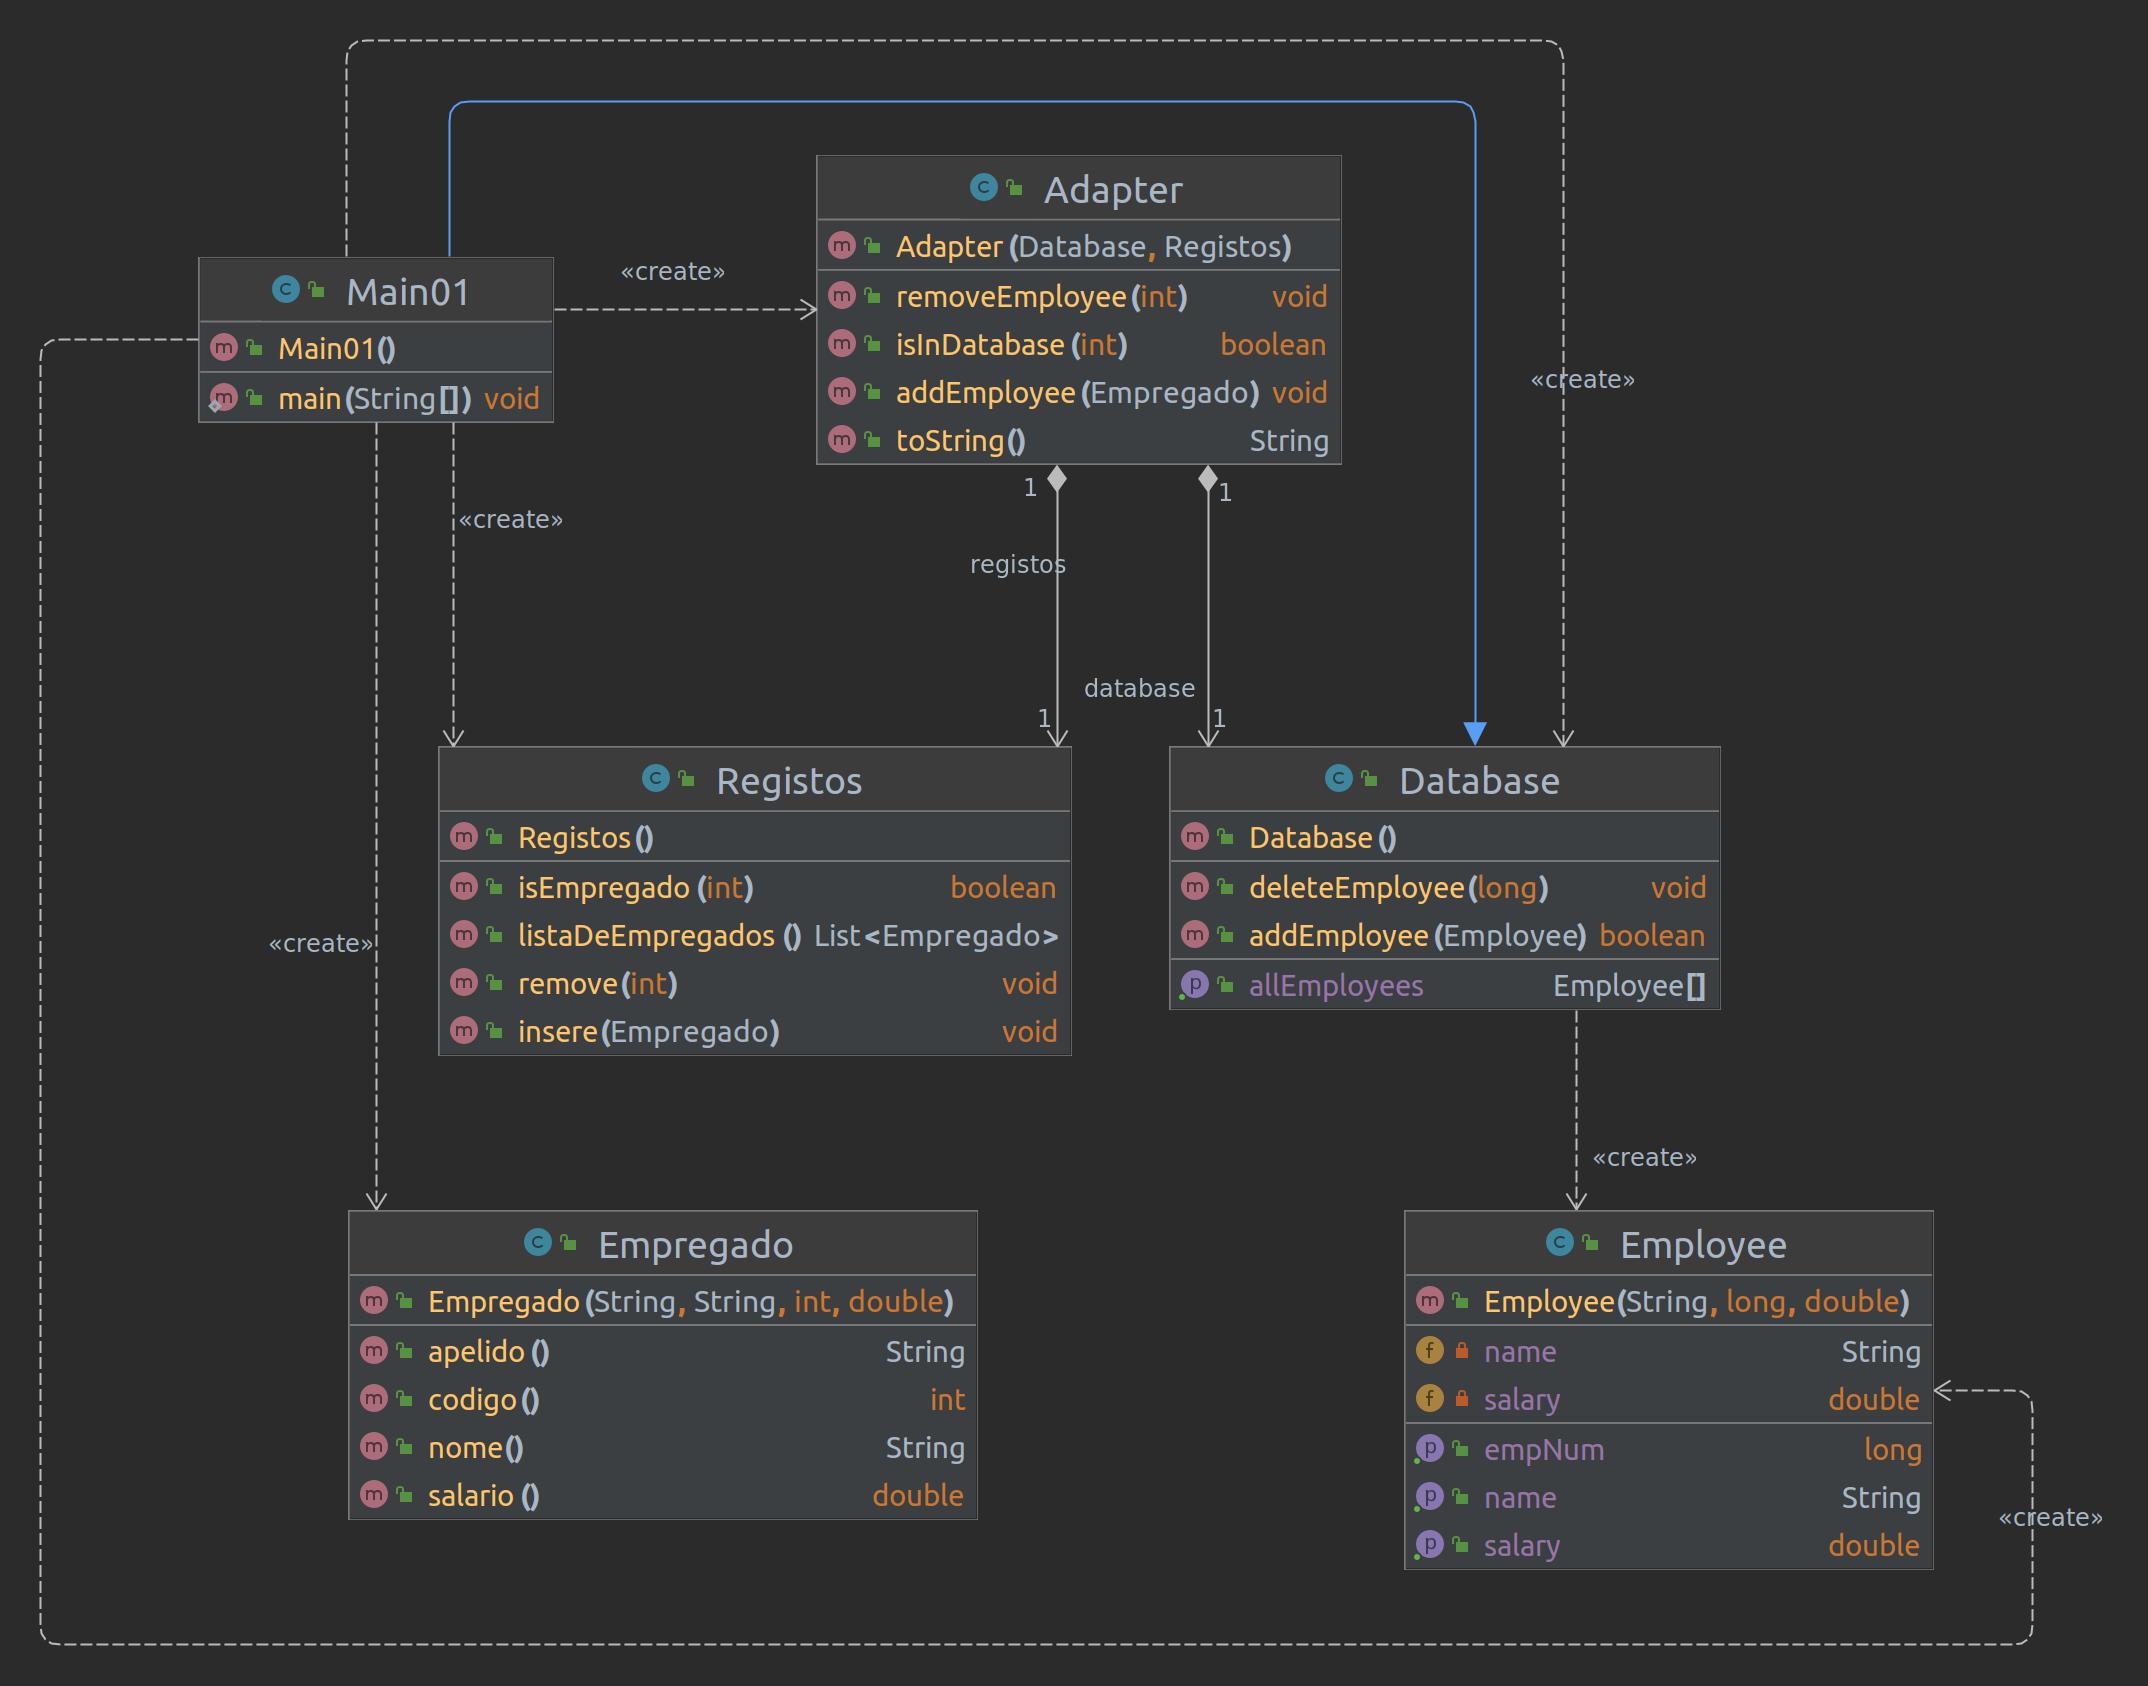 Adapter
Adapter(Database, Registos)
removeEmployee(int) void
isInDatabase(int) boolean
addEmployee(Empregado) void
toString() String
Main01
Main01()
main(String[]) void
«create»
«create»
«create»
1
1
registos
database
1
1
Registos
Registos()
isEmpregado(int) boolean
listaDeEmpregados() List<Empregado>
remove(int) void
insere(Empregado) void
Database
Database()
deleteEmployee(long) void
addEmployee(Employee) boolean
allEmployees Employee[]
«create»
«create»
Empregado
Empregado(String, String, int, double)
apelido() String
codigo() int
nome() String
salario() double
Employee
Employee(String, long, double)
name String
salary double
empNum long
name String
salary double
«create»